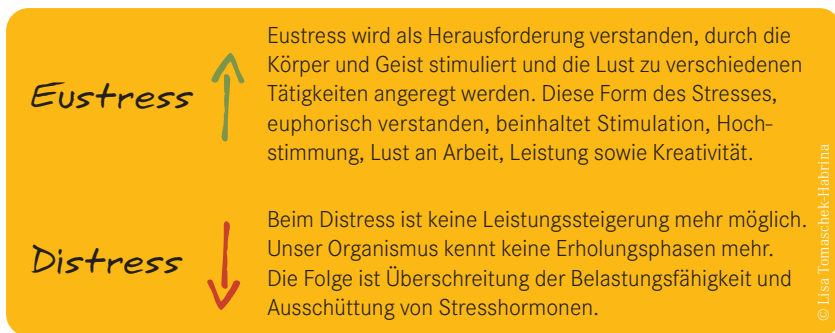 Eustress
Eustress wird als Herausforderung verstanden, durch die
Körper und Geist stimuliert und die Lust zu verschiedenen
Tätigkeiten angeregt werden. Diese Form des Stresses,
euphorisch verstanden, beinhaltet Stimulation, Hoch-
stimmung, Lust an Arbeit, Leistung sowie Kreativität.
Distress
Beim Distress ist keine Leistungssteigerung mehr möglich.
Unser Organismus kennt keine Erholungsphasen mehr.
Die Folge ist Überschreitung der Belastungsfähigkeit und
Ausschüttung von Stresshormonen.
© Lisa Tomaschek-Habrina